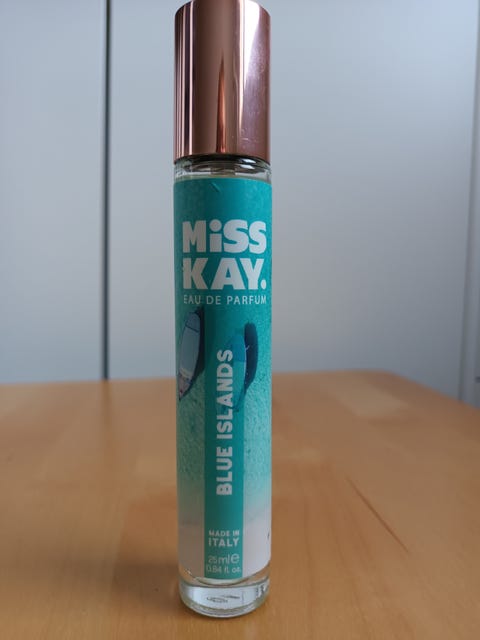 MiSS
KAY.
EAU DE PARFUM
BLUE ISLANDS
MADE IN
ITALY
25ml℮
0.84 fl. oz.